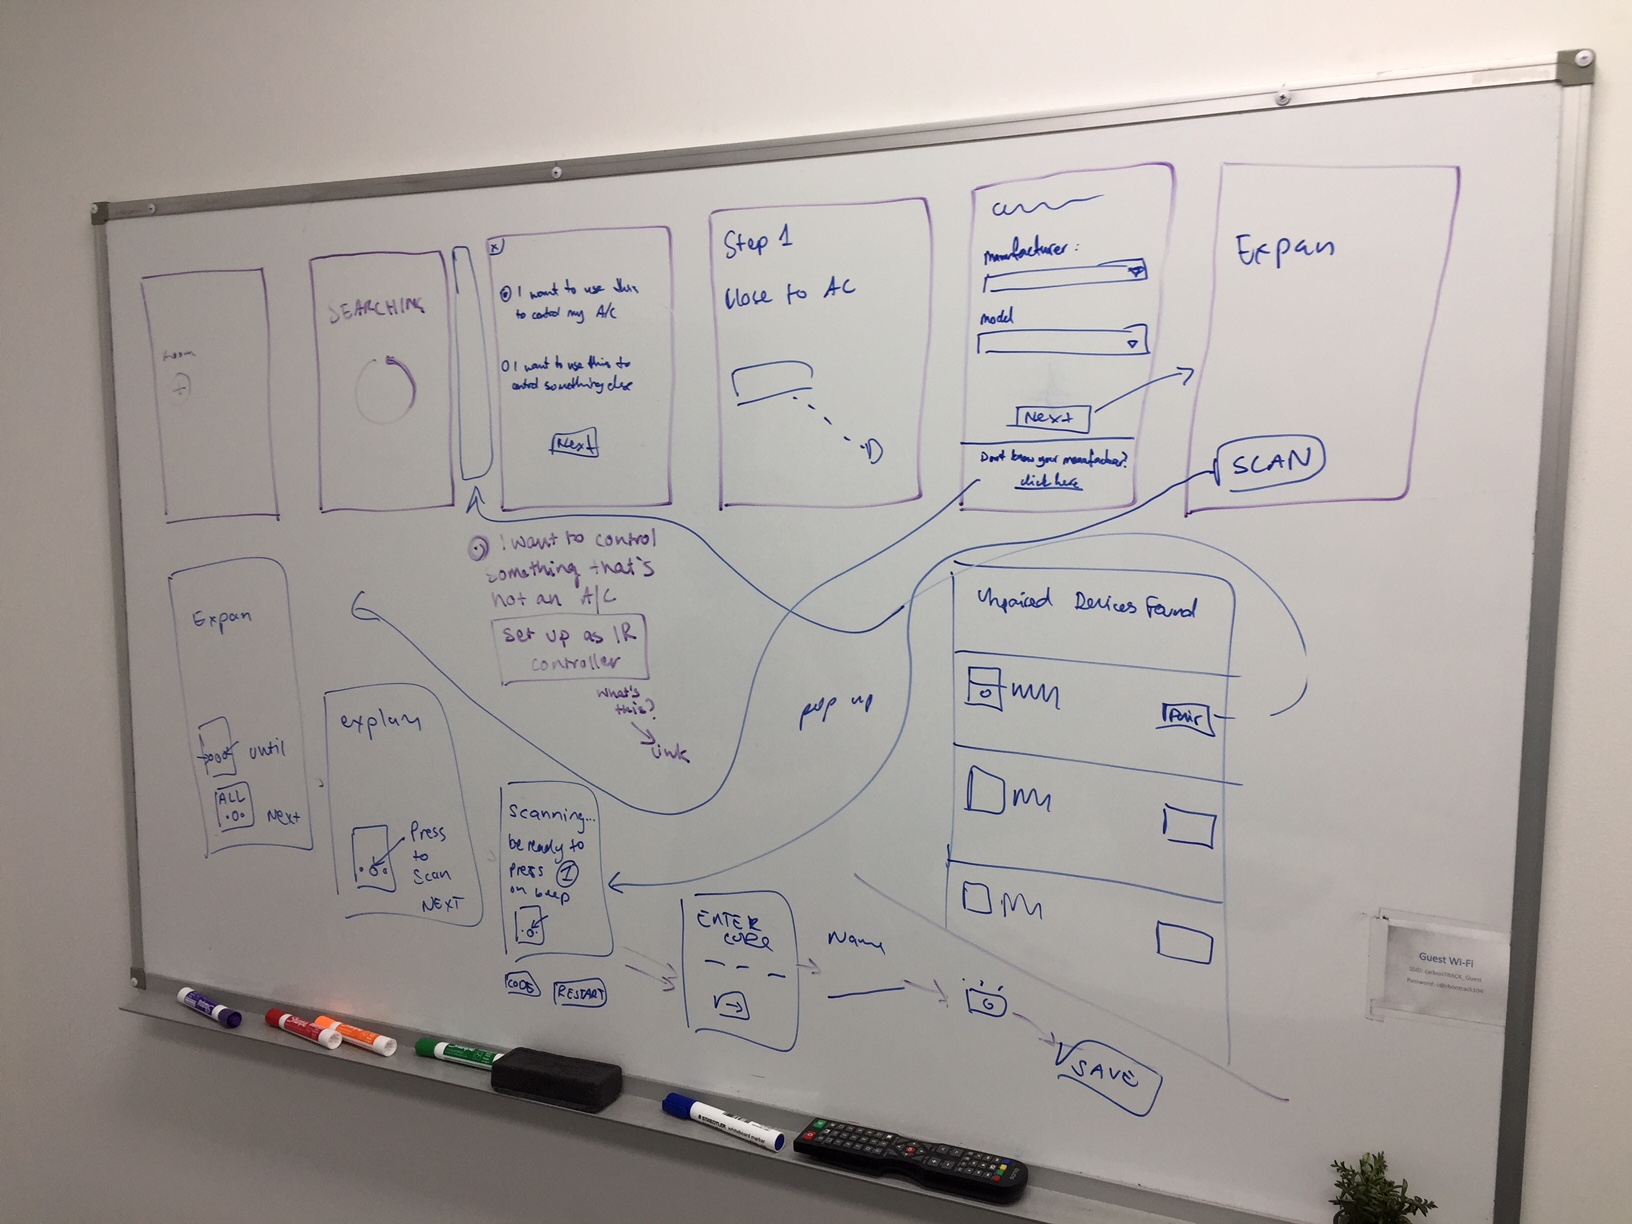 Room
+
SEARCHING
x
I want to use this
to control my A/C
I want to use this to
control something else
Next
Step 1
Close to AC
Manufacturer:
Model
Next
Don't know your manufacturer?
click here
Expan
SCAN
I want to control
something that's
not an A/C
Set up as IR
controller
What's
this?
link
pop up
Unpaired Devices Found
Pair
Expan
until
ALL
Next
explan
Press
to
Scan
NEXT
Scanning...
be ready to
press 1
on beep
CODE
RESTART
ENTER
CODE
Name
SAVE
Guest Wi-Fi
SSID: carbonTRACK_Guest